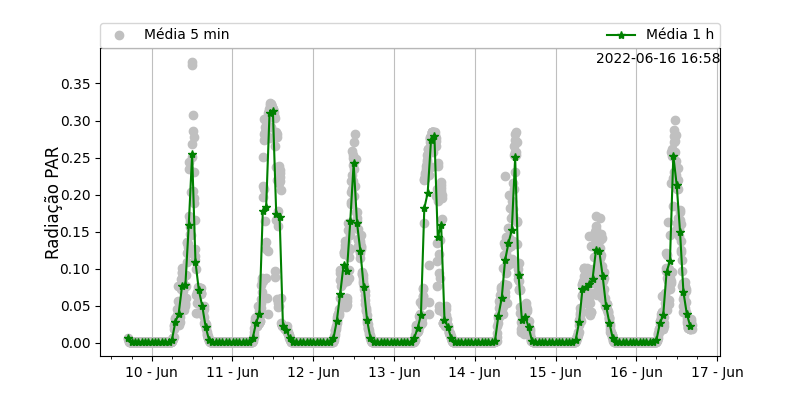 Média 5 min
Média 1 h
2022-06-16 16:58
Radiação PAR
0.35
0.30
0.25
0.20
0.15
0.10
0.05
0.00
10 - Jun
11 - Jun
12 - Jun
13 - Jun
14 - Jun
15 - Jun
16 - Jun
17 - Jun